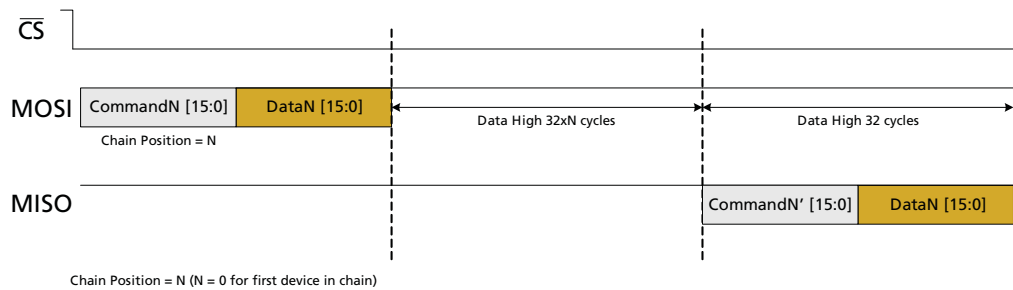 CS
MOSI
CommandN [15:0]
DataN [15:0]
Data High 32xN cycles
Data High 32 cycles
Chain Position = N
MISO
CommandN’ [15:0]
DataN [15:0]
Chain Position = N (N = 0 for first device in chain)